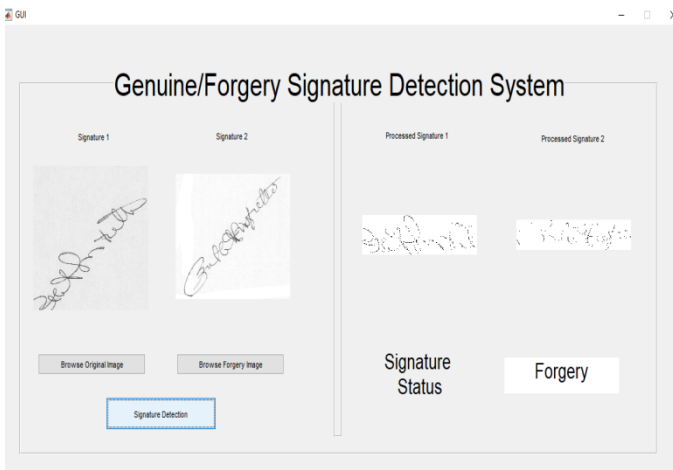 GUI
Genuine/Forgery Signature Detection System
Signature 1
Signature 2
Browse Original Image
Browse Forgery Image
Signature Detection
Processed Signature 1
Processed Signature 2
Signature
Status
Forgery